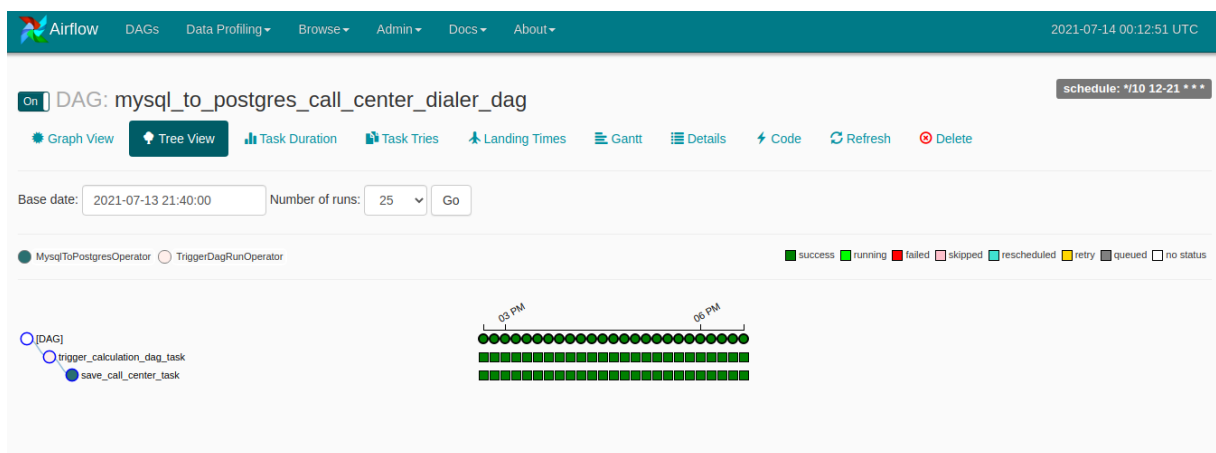 Airflow DAGs Data Profiling Browse Admin Docs About 2021-07-14 00:12:51 UTC
On DAG: mysql_to_postgres_call_center_dialer_dag schedule: */10 12-21 * * *
Graph View Tree View Task Duration Task Tries Landing Times Gantt Details Code Refresh Delete
Base date: 2021-07-13 21:40:00 Number of runs: 25 Go
MysqlToPostgresOperator TriggerDagRunOperator success running failed skipped rescheduled retry queued no status
03 PM 06 PM
[DAG]
trigger_calculation_dag_task
save_call_center_task